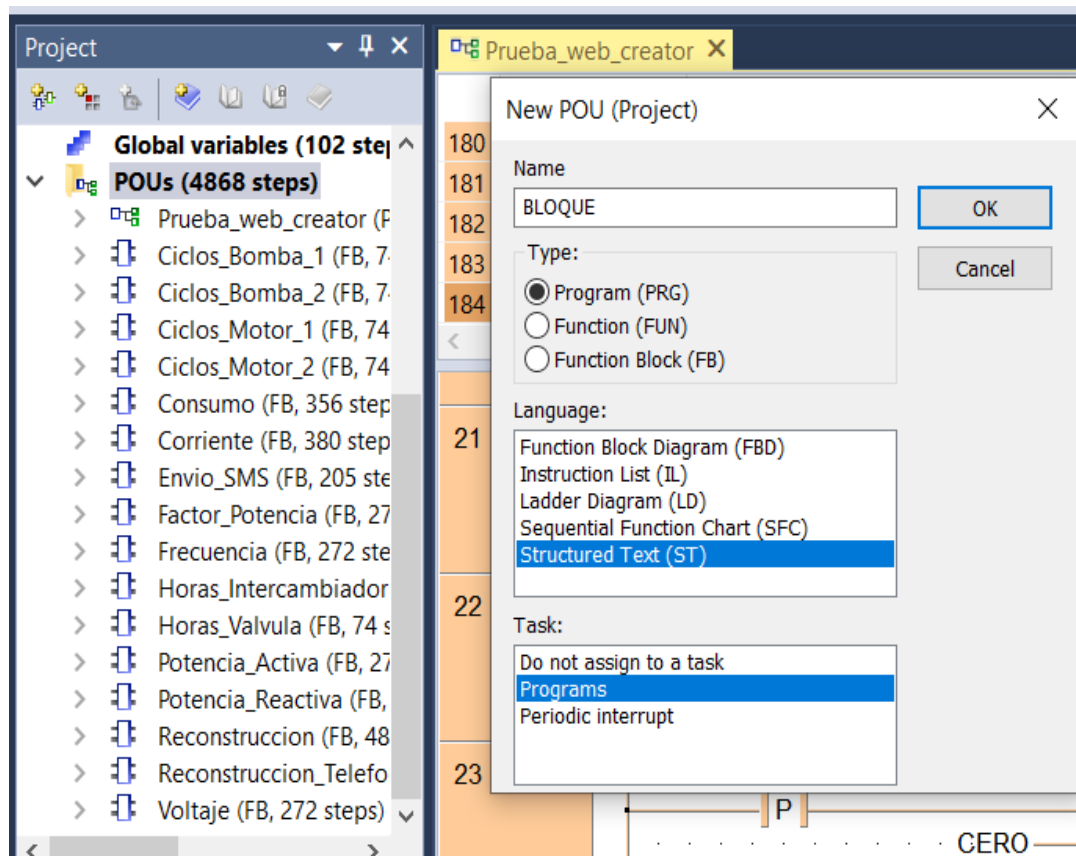 Project
Global variables (102 step
POUs (4868 steps)
Prueba_web_creator (P
Ciclos_Bomba_1 (FB, 7
Ciclos_Bomba_2 (FB, 7
Ciclos_Motor_1 (FB, 74
Ciclos_Motor_2 (FB, 74
Consumo (FB, 356 step
Corriente (FB, 380 step
Envio_SMS (FB, 205 ste
Factor_Potencia (FB, 27
Frecuencia (FB, 272 ste
Horas_Intercambiador
Horas_Valvula (FB, 74 s
Potencia_Activa (FB, 27
Potencia_Reactiva (FB,
Reconstruccion (FB, 48
Reconstruccion_Telefo
Voltaje (FB, 272 steps)
Prueba_web_creator
180
181
182
183
184
21
22
23
New POU (Project)
Name
BLOQUE
OK
Cancel
Type:
Program (PRG)
Function (FUN)
Function Block (FB)
Language:
Function Block Diagram (FBD)
Instruction List (IL)
Ladder Diagram (LD)
Sequential Function Chart (SFC)
Structured Text (ST)
Task:
Do not assign to a task
Programs
Periodic interrupt
P
CERO